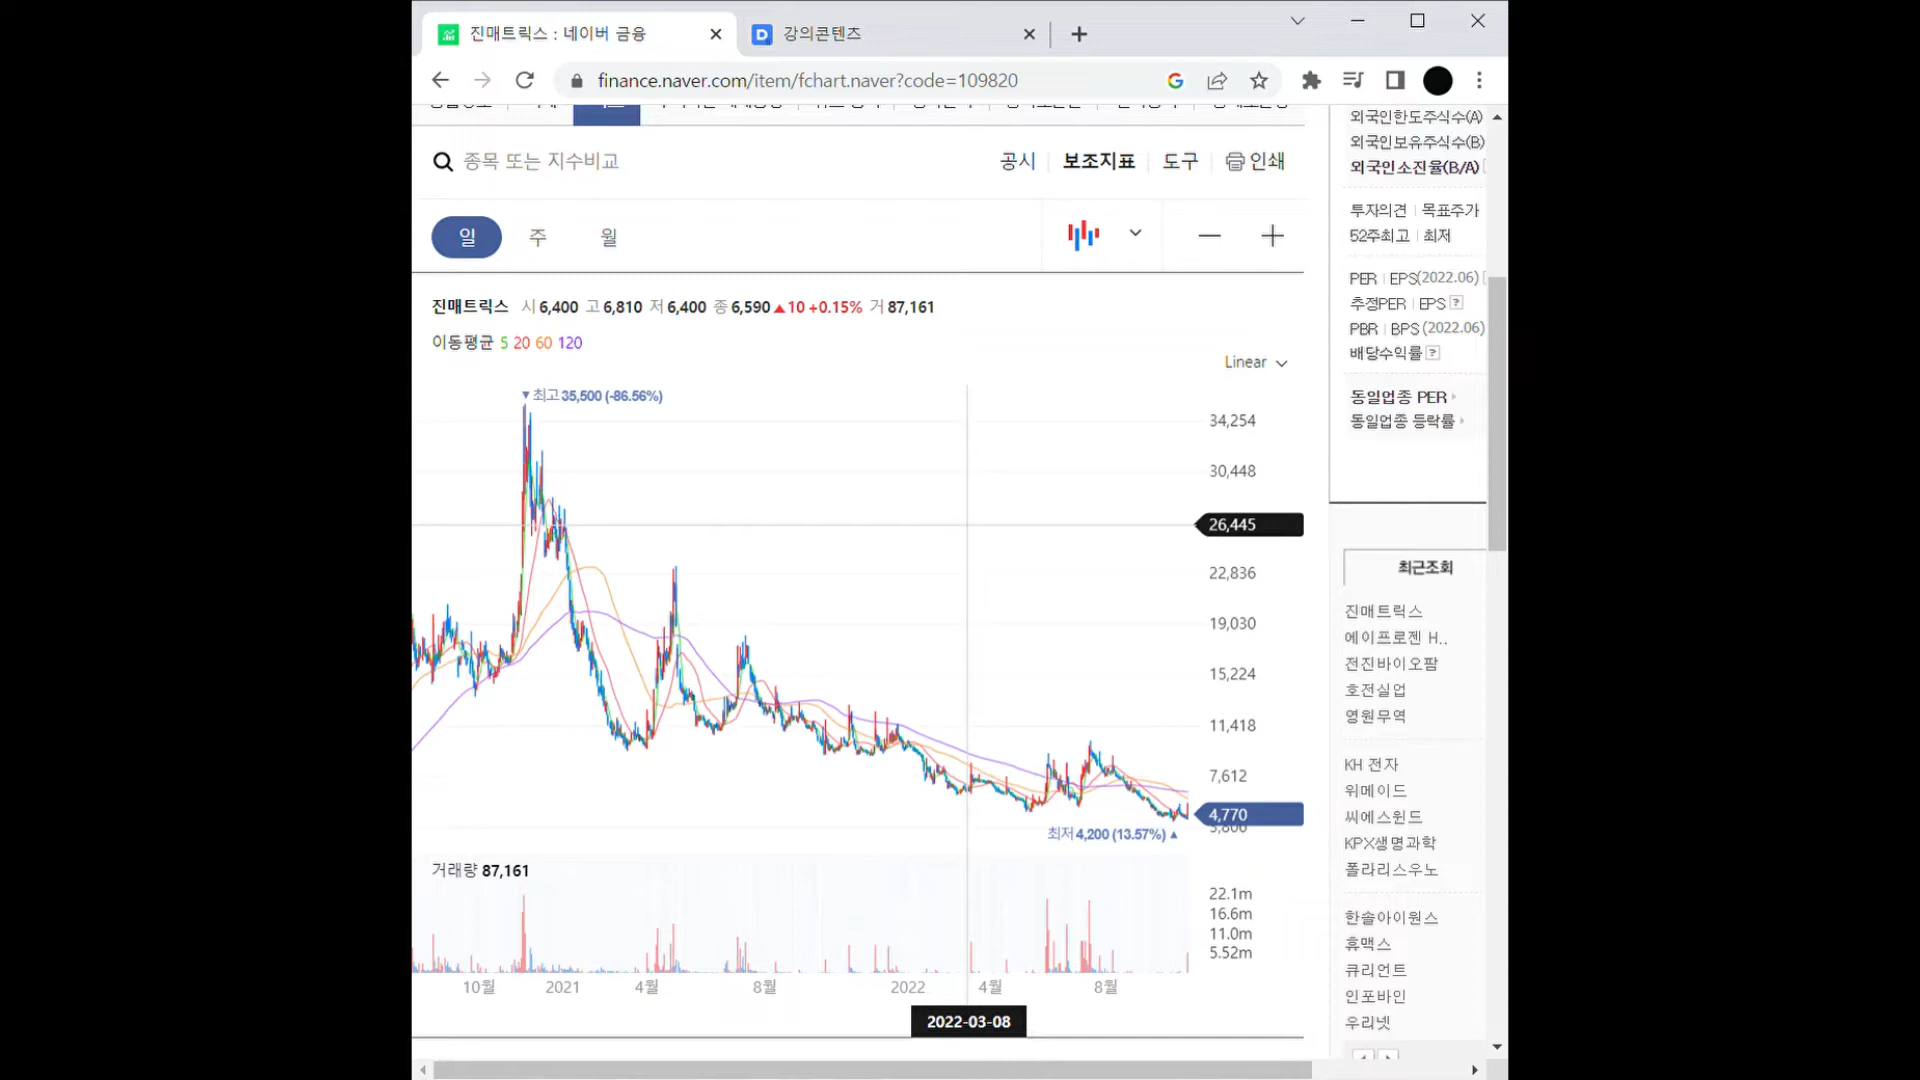 진매트릭스 : 네이버 금융
강의콘텐츠
finance.naver.com/item/fchart.naver?code=109820
종목 또는 지수비교
공시 보조지표 도구 인쇄
일 주 월
진매트릭스 시 6,400 고 6,810 저 6,400 종 6,590 ▲10 +0.15% 거 87,161
이동평균 5 20 60 120
Linear
▼최고 35,500 (-86.56%)
34,254
30,448
26,445
22,836
19,030
15,224
11,418
7,612
4,770
3,800
최저 4,200 (13.57%) ▲
거래량 87,161
22.1m
16.6m
11.0m
5.52m
10월 2021 4월 8월 2022 4월 8월
2022-03-08
외국인한도주식수(A)
외국인보유주식수(B)
외국인소진율(B/A)
투자의견 | 목표주가
52주최고 | 최저
PER | EPS(2022.06)
추정PER | EPS ?
PBR | BPS (2022.06)
배당수익률 ?
동일업종 PER
동일업종 등락률
최근조회
진매트릭스
에이프로젠 H..
전진바이오팜
호전실업
영원무역
KH 전자
위메이드
씨에스윈드
KPX생명과학
폴라리스우노
한솔아이원스
휴맥스
큐리언트
인포바인
우리넷